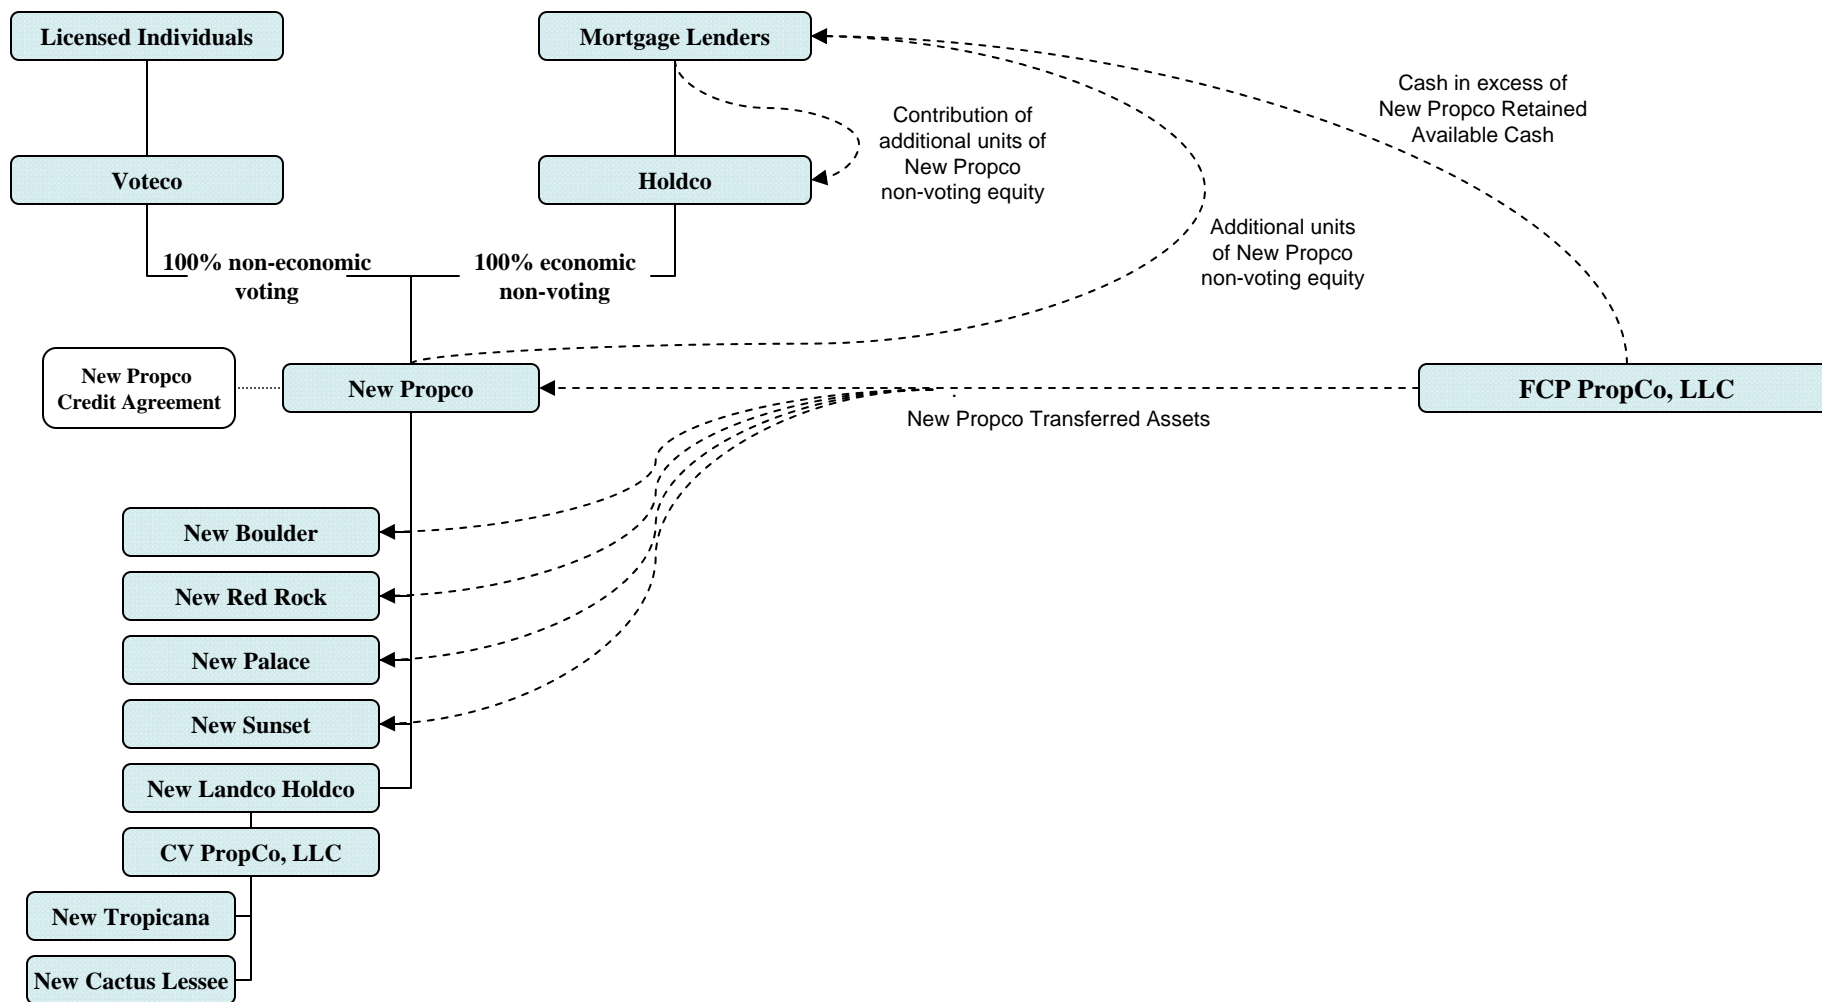 Licensed Individuals
Mortgage Lenders
Cash in excess of
New Propco Retained
Available Cash
Contribution of
additional units of
New Propco
non-voting equity
Voteco
Holdco
Additional units
of New Propco
non-voting equity
100% non-economic
voting
100% economic
non-voting
New Propco
Credit Agreement
New Propco
FCP PropCo, LLC
New Propco Transferred Assets
New Boulder
New Red Rock
New Palace
New Sunset
New Landco Holdco
CV PropCo, LLC
New Tropicana
New Cactus Lessee